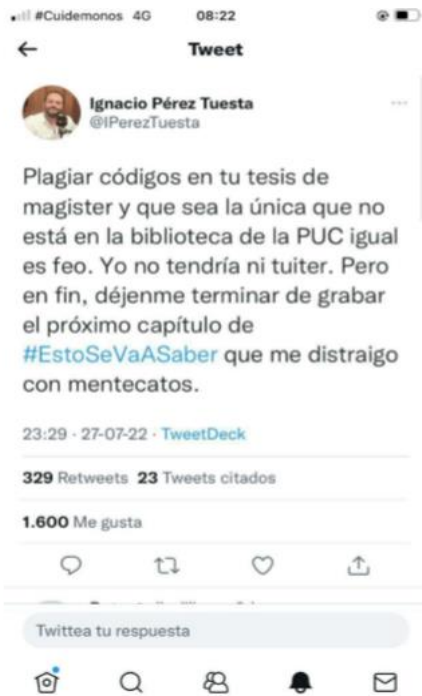 #Cuidemonos 4G 08:22
Tweet
Ignacio Pérez Tuesta
@IPerezTuesta
Plagiar códigos en tu tesis de
magister y que sea la única que no
está en la biblioteca de la PUC igual
es feo. Yo no tendría ni tuiter. Pero
en fin, déjenme terminar de grabar
el próximo capítulo de
#EstoSeVaASaber que me distraigo
con mentecatos.
23:29 · 27-07-22 · TweetDeck
329 Retweets 23 Tweets citados
1.600 Me gusta
Twittea tu respuesta